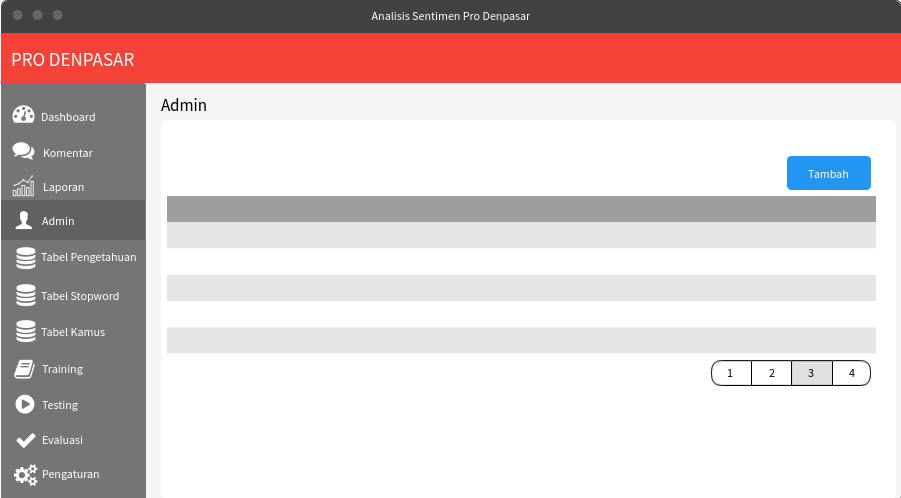 Analisis Sentimen Pro Denpasar
PRO DENPASAR
Admin
Dashboard
Komentar
Laporan
Admin
Tabel Pengetahuan
Tabel Stopword
Tabel Kamus
Training
Testing
Evaluasi
Pengaturan
Tambah
1 2 3 4